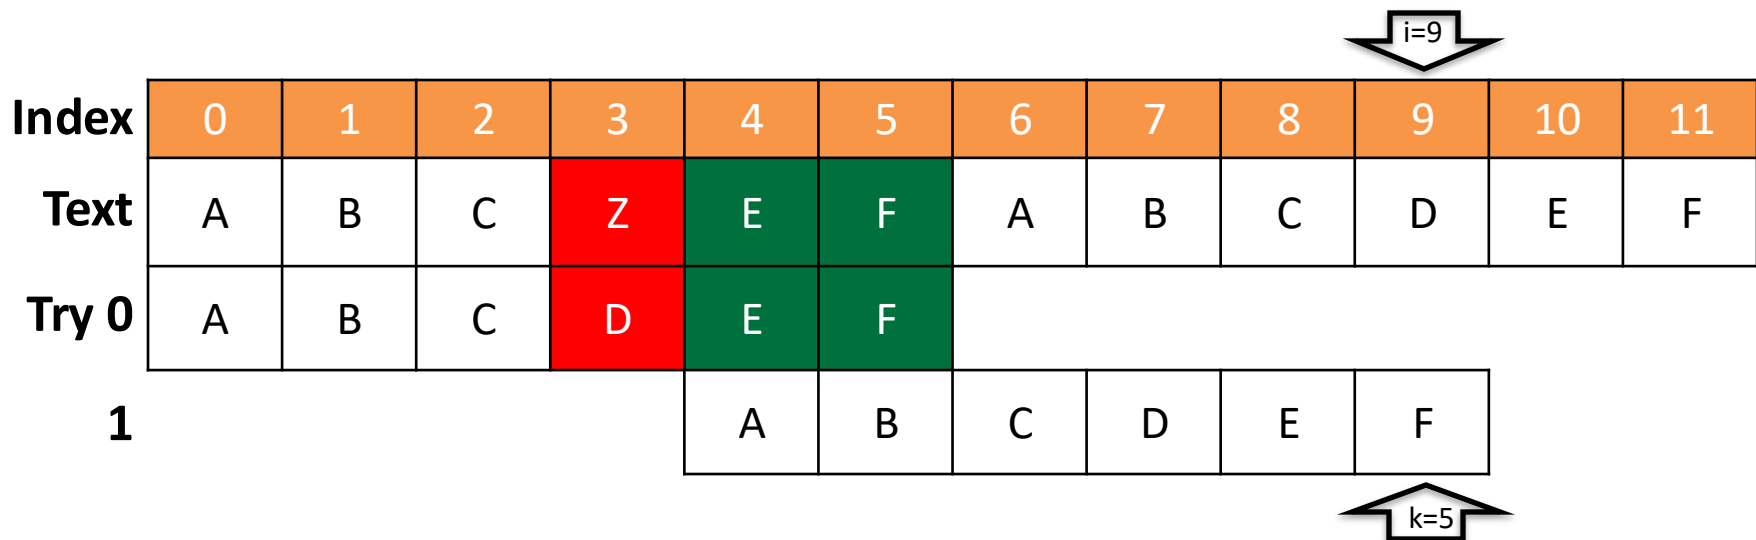 i=9
Index 0 1 2 3 4 5 6 7 8 9 10 11
Text A B C Z E F A B C D E F
Try 0 A B C D E F
1 A B C D E F
k=5